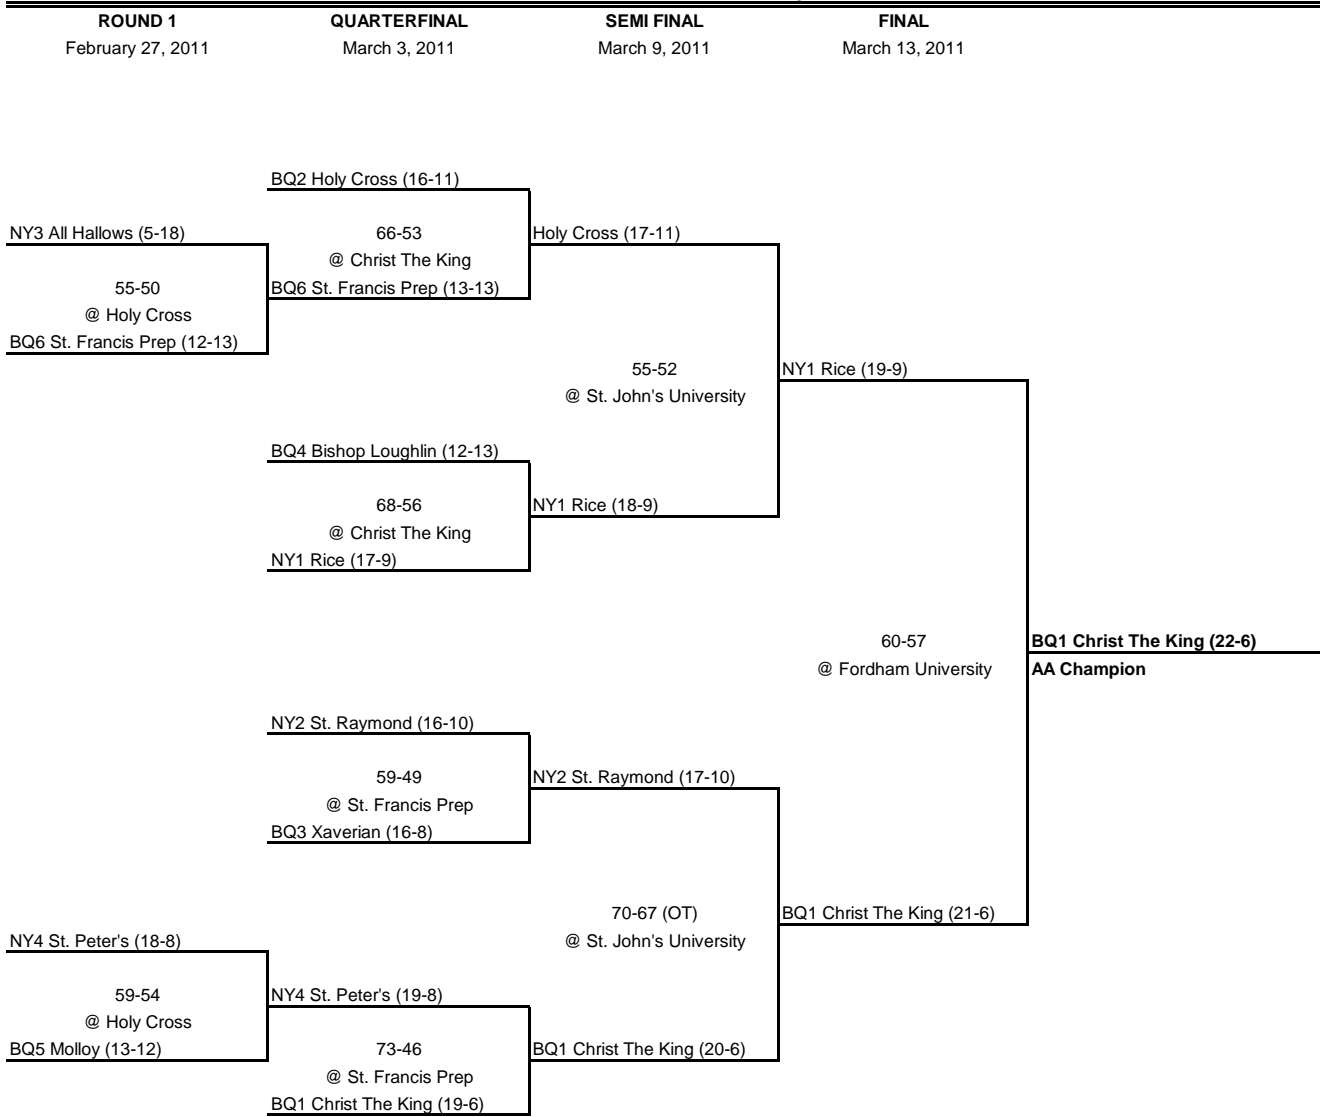 ROUND 1 QUARTERFINAL SEMI FINAL FINAL
February 27, 2011 March 3, 2011 March 9, 2011 March 13, 2011
BQ2 Holy Cross (16-11)
NY3 All Hallows (5-18) 66-53 Holy Cross (17-11)
@ Christ The King
55-50 BQ6 St. Francis Prep (13-13)
@ Holy Cross
BQ6 St. Francis Prep (12-13)
55-52 NY1 Rice (19-9)
@ St. John's University
BQ4 Bishop Loughlin (12-13)
68-56 NY1 Rice (18-9)
@ Christ The King
NY1 Rice (17-9)
60-57 BQ1 Christ The King (22-6)
@ Fordham University AA Champion
NY2 St. Raymond (16-10)
59-49 NY2 St. Raymond (17-10)
@ St. Francis Prep
BQ3 Xaverian (16-8)
70-67 (OT) BQ1 Christ The King (21-6)
NY4 St. Peter's (18-8) @ St. John's University
59-54 NY4 St. Peter's (19-8)
@ Holy Cross
BQ5 Molloy (13-12) 73-46 BQ1 Christ The King (20-6)
@ St. Francis Prep
BQ1 Christ The King (19-6)